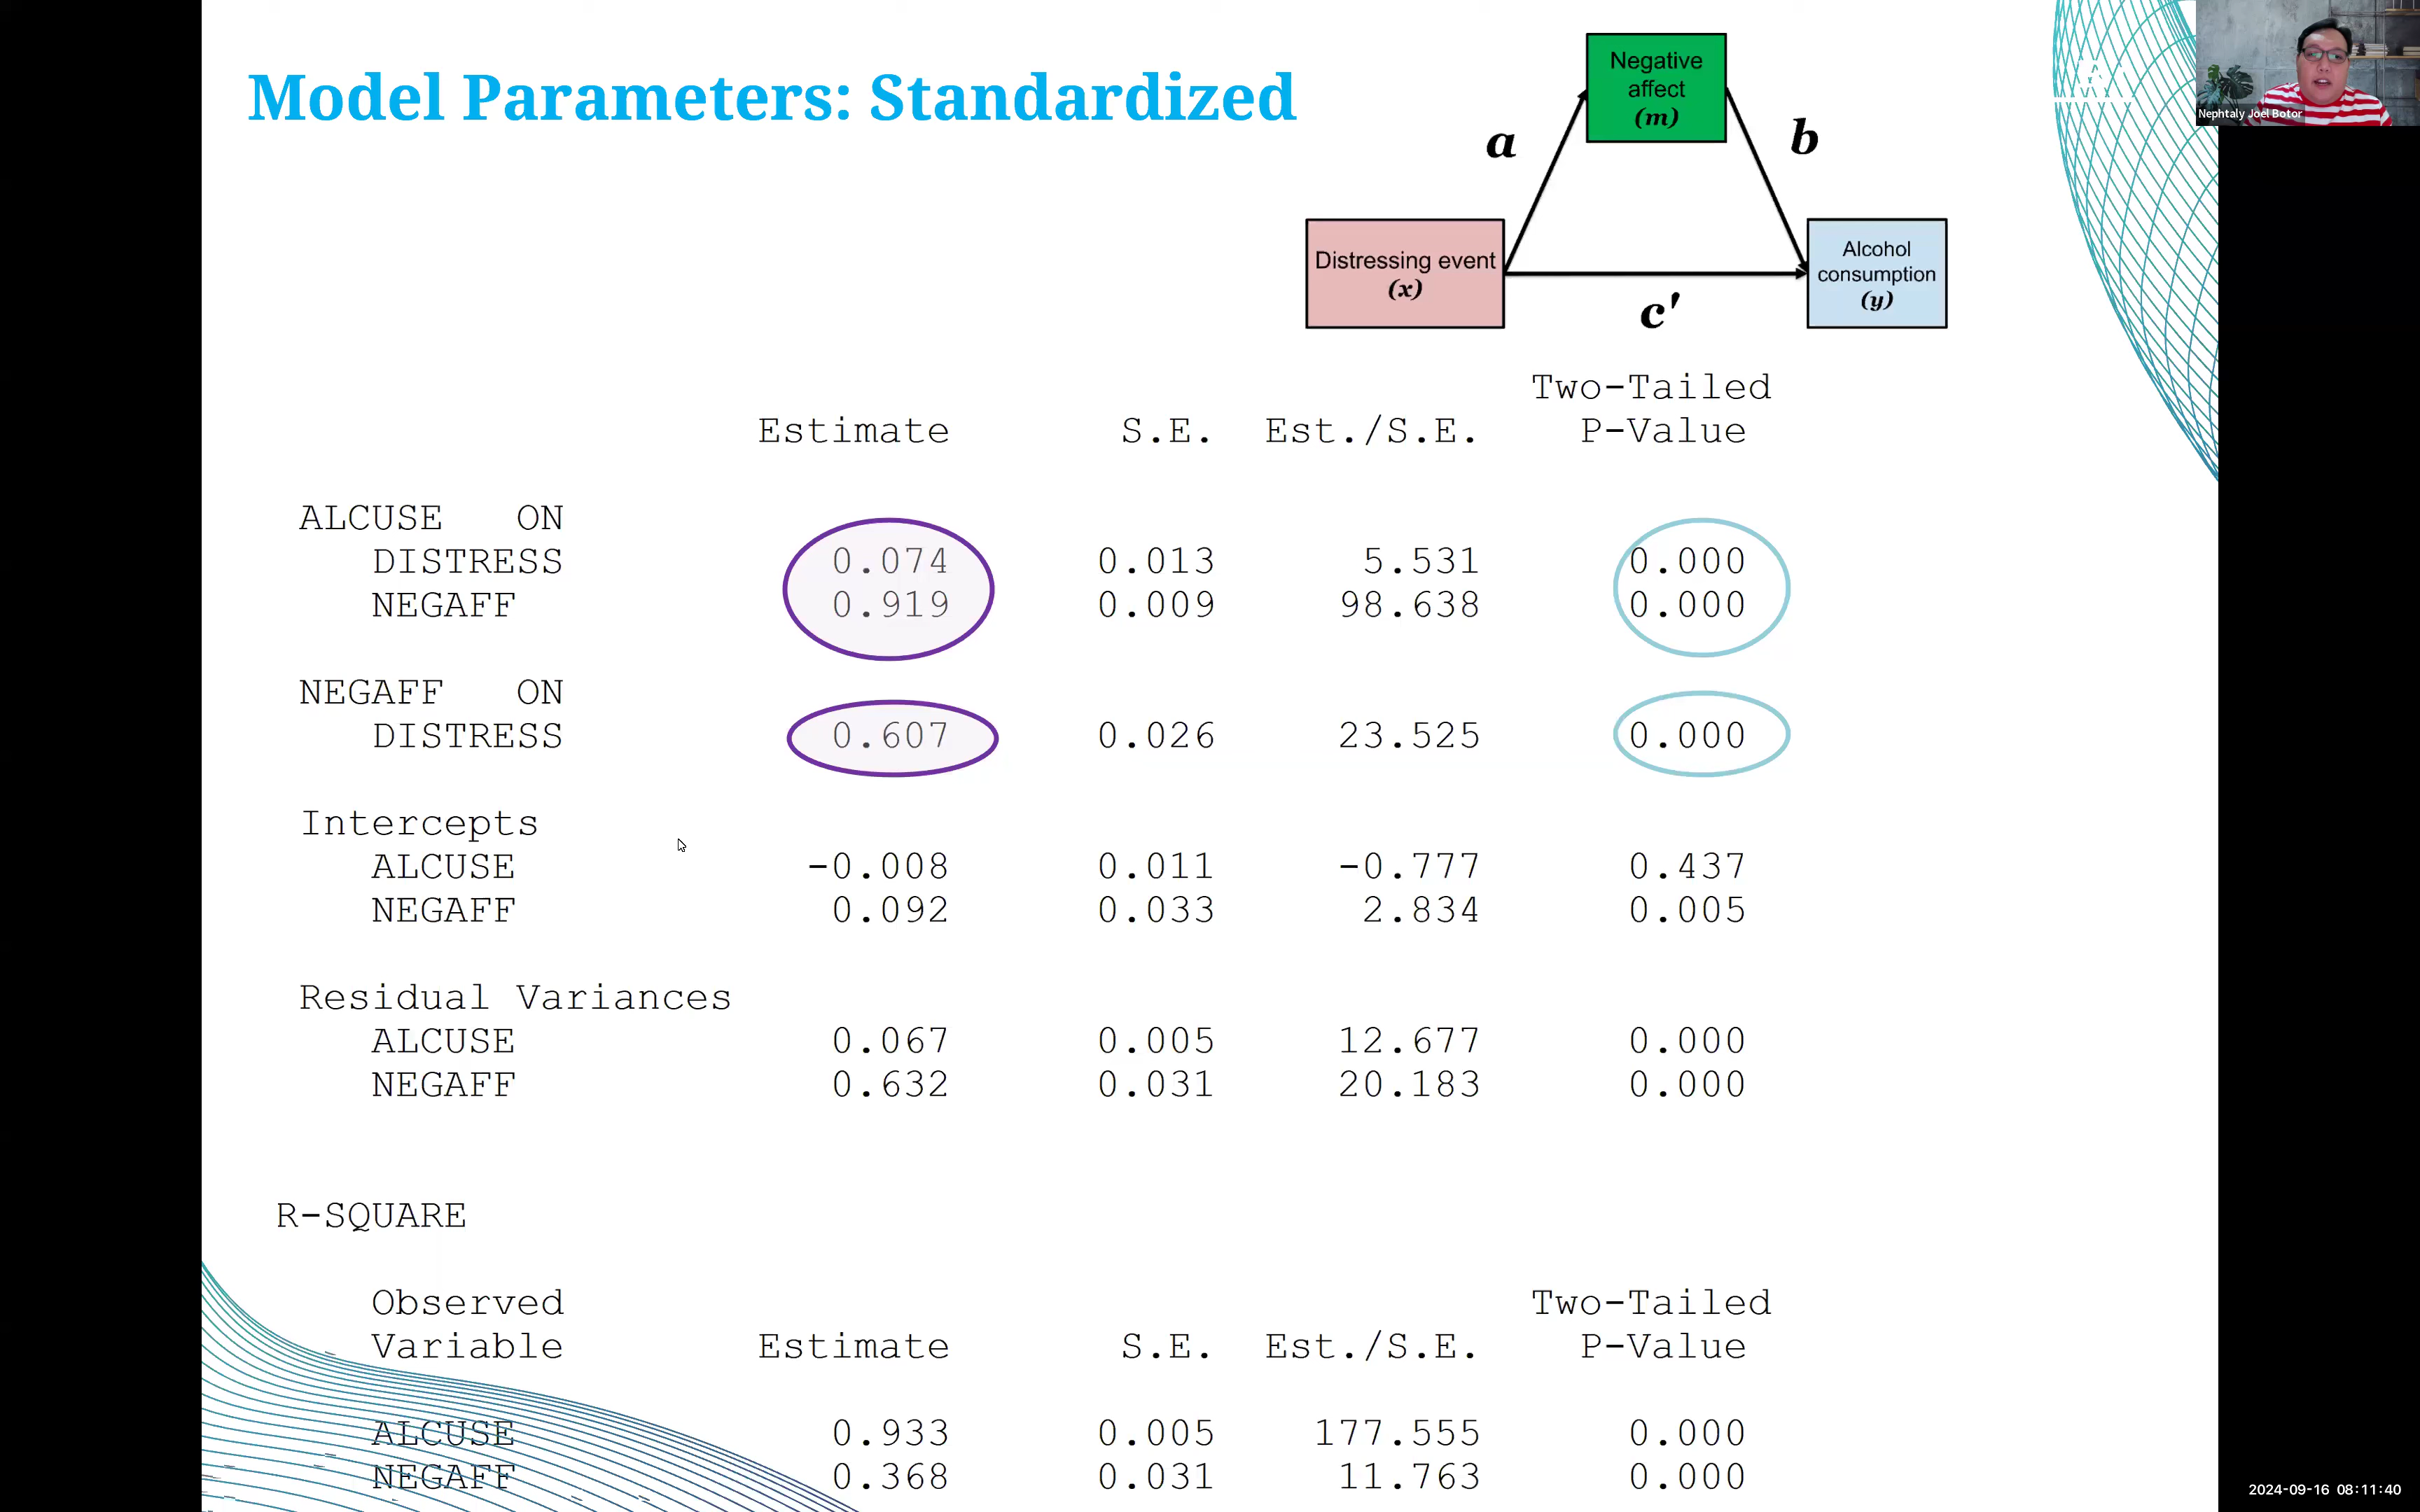 Model Parameters: Standardized
Negative
affect
(m)
a
b
Distressing event
(x)
Alcohol
consumption
(y)
c′
Nephtaly Joel Botor
Two-Tailed
Estimate S.E. Est./S.E. P-Value
ALCUSE ON
DISTRESS 0.074 0.013 5.531 0.000
NEGAFF 0.919 0.009 98.638 0.000
NEGAFF ON
DISTRESS 0.607 0.026 23.525 0.000
Intercepts
ALCUSE -0.008 0.011 -0.777 0.437
NEGAFF 0.092 0.033 2.834 0.005
Residual Variances
ALCUSE 0.067 0.005 12.677 0.000
NEGAFF 0.632 0.031 20.183 0.000
R-SQUARE
Observed Two-Tailed
Variable Estimate S.E. Est./S.E. P-Value
ALCUSE 0.933 0.005 177.555 0.000
NEGAFF 0.368 0.031 11.763 0.000
2024-09-16 08:11:40